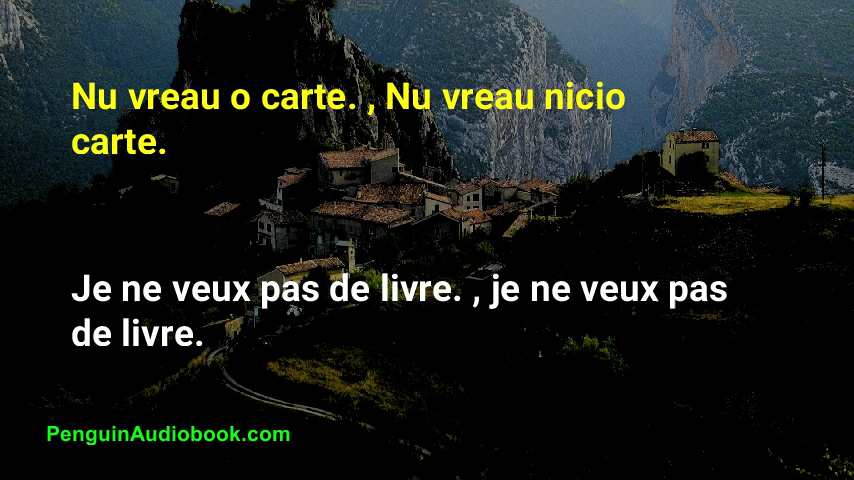 Nu vreau o carte. , Nu vreau nicio
carte.
Je ne veux pas de livre. , je ne veux pas
de livre.
PenguinAudiobook.com